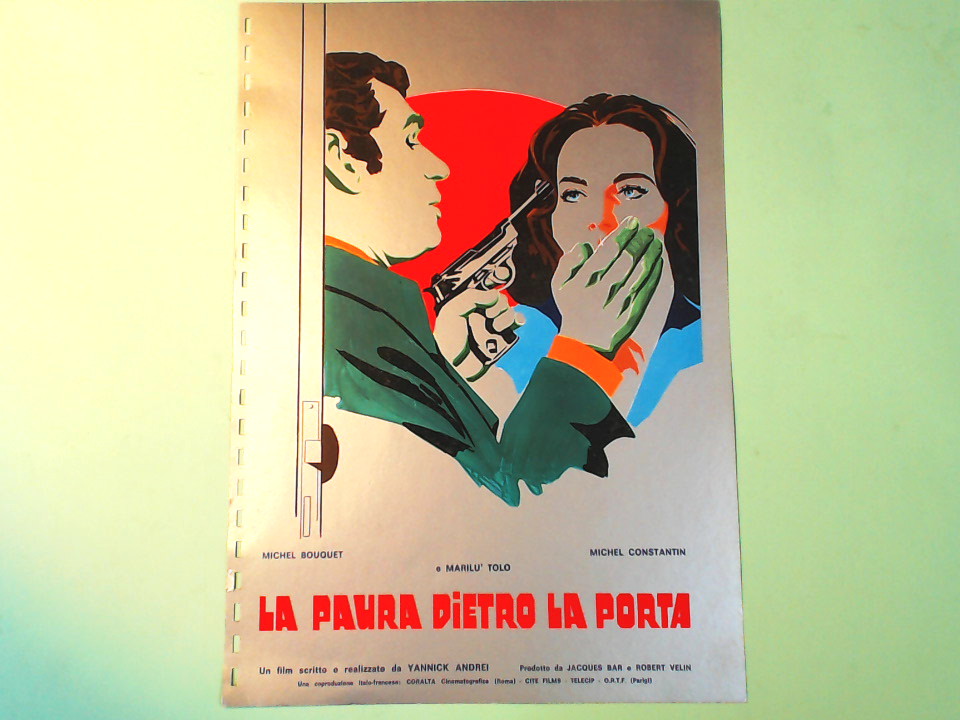 MICHEL BOUQUET
MICHEL CONSTANTIN
e MARILU' TOLO
LA PAURA DiETRO LA PORTA
Un film scritto e realizzato da YANNICK ANDREI
Prodotto da JACQUES BAR e ROBERT VELIN
Una coproduzione italo-francese: CORALTA Cinematografica (Roma) - CITE FILMS - TELECIP - O.R.T.F. (Parigi)